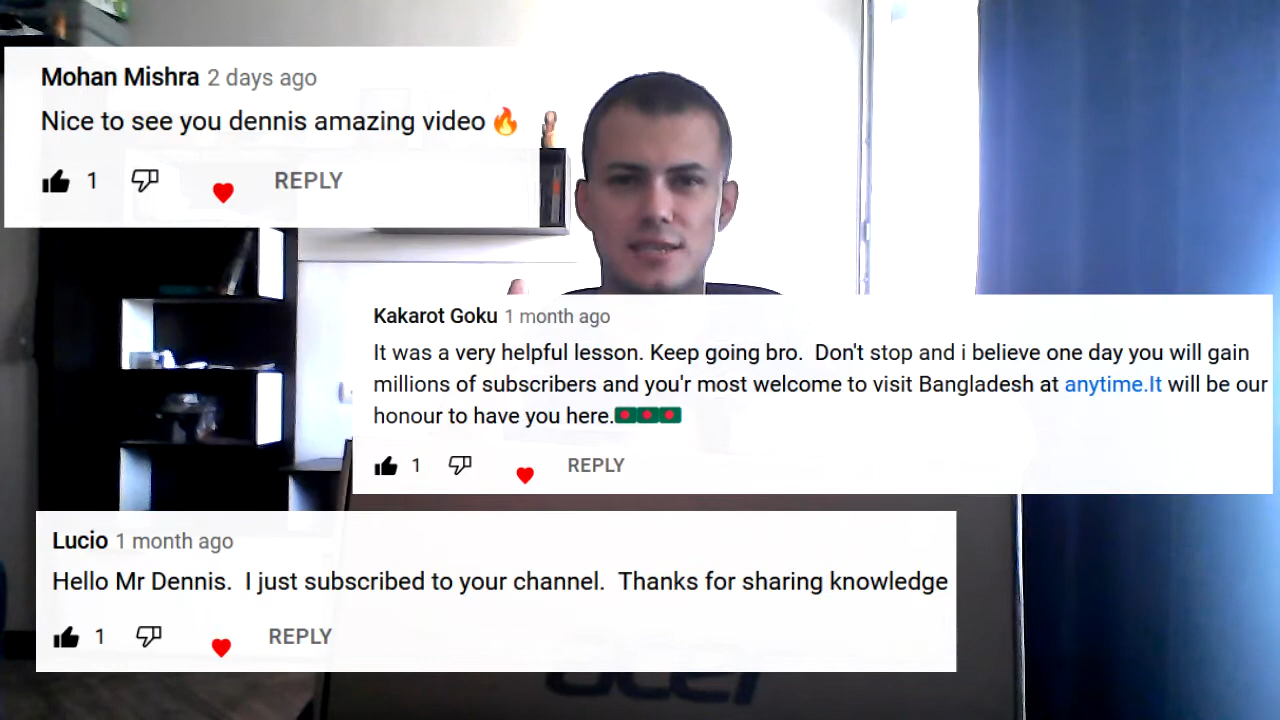 Mohan Mishra 2 days ago
Nice to see you dennis amazing video🔥
1 REPLY
Kakarot Goku 1 month ago
It was a very helpful lesson. Keep going bro.  Don't stop and i believe one day you will gain
millions of subscribers and you'r most welcome to visit Bangladesh at anytime.It will be our
honour to have you here.🇧🇩🇧🇩🇧🇩
1 REPLY
Lucio 1 month ago
Hello Mr Dennis.  I just subscribed to your channel.  Thanks for sharing knowledge
1 REPLY
acer